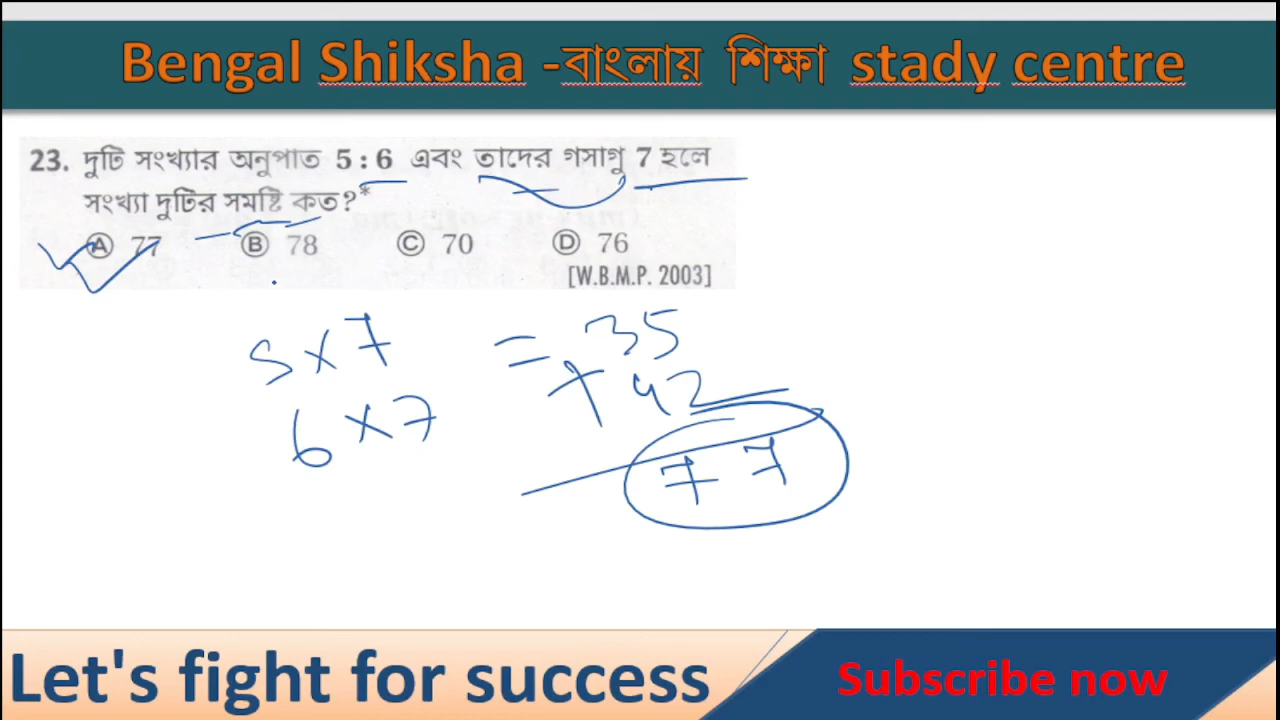 Bengal Shiksha -বাংলায় শিক্ষা stady centre
23. দুটি সংখ্যার অনুপাত 5 : 6 এবং তাদের গসাগু 7 হলে
সংখ্যা দুটির সমষ্টি কত?*
Ⓐ 77 Ⓑ 78 Ⓒ 70 Ⓓ 76
[W.B.M.P. 2003]
5 x 7 = 35
6 x 7 + 42
77
Let's fight for success
Subscribe now